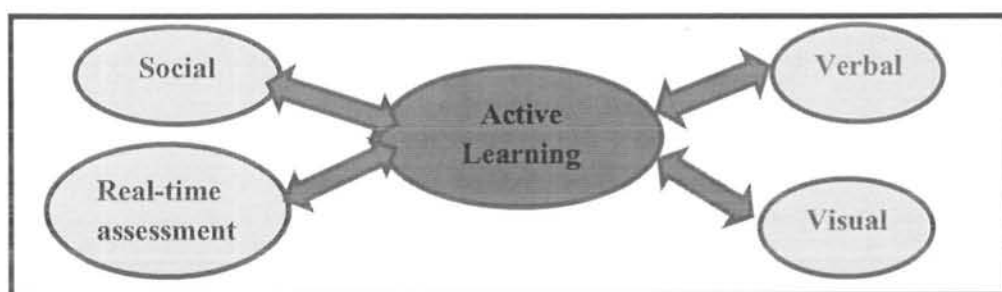 Social
Verbal
Active
Learning
Real-time
assessment
Visual